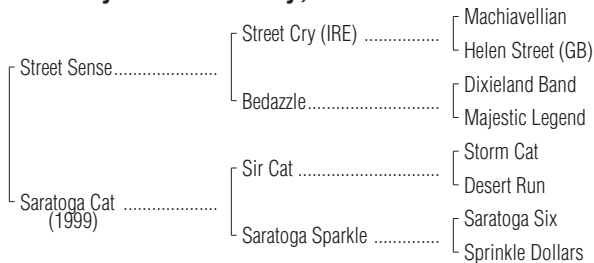 Machiavellian
Street Cry (IRE) ................
Helen Street (GB)
Street Sense......................
Dixieland Band
Bedazzle............................
Majestic Legend
Storm Cat
Sir Cat ..............................
Desert Run
Saratoga Cat ....................
(1999)
Saratoga Six
Saratoga Sparkle ..............
Sprinkle Dollars